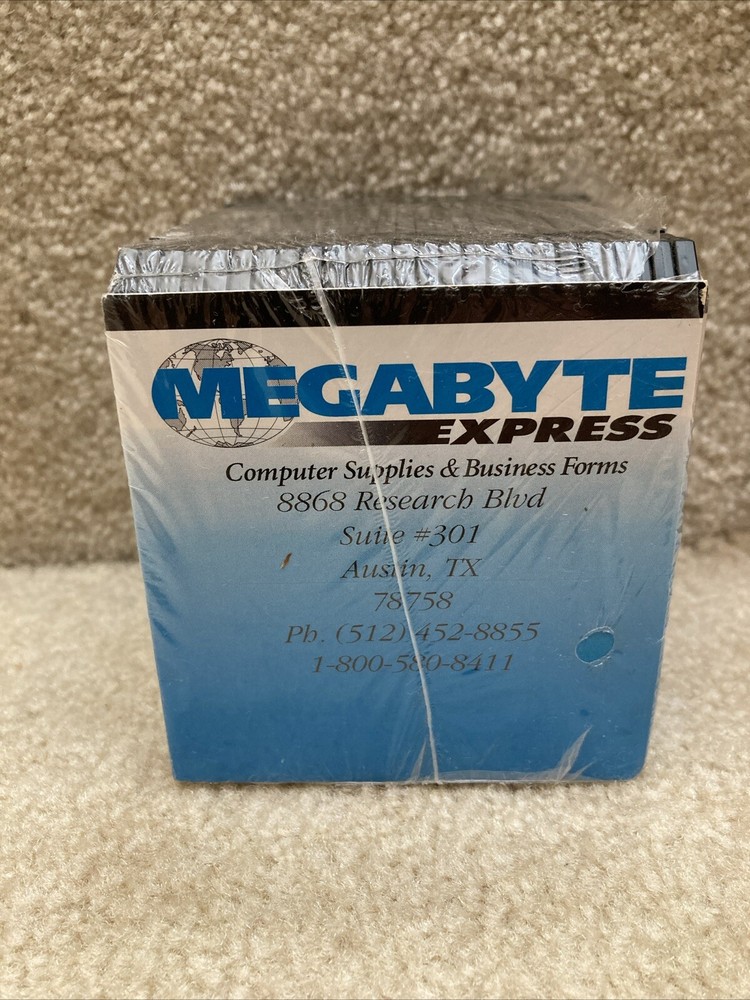 MEGABYTE
EXPRESS
Computer Supplies & Business Forms
8868 Research Blvd
Suite #301
Austin, TX
78758
Ph. (512) 452-8855
1-800-580-8411